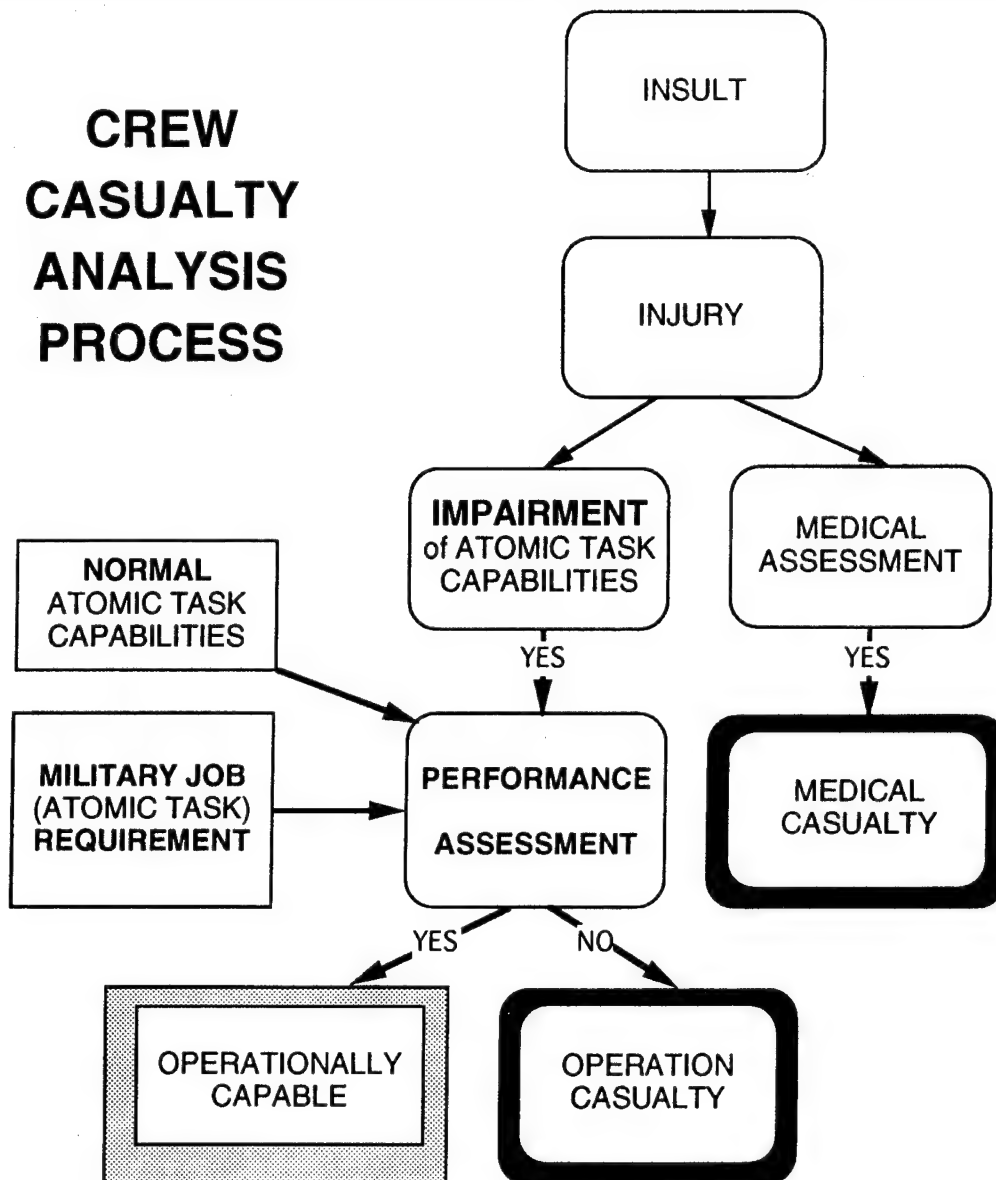 CREW
CASUALTY
ANALYSIS
PROCESS
INSULT
INJURY
IMPAIRMENT
of ATOMIC TASK
CAPABILITIES
MEDICAL
ASSESSMENT
NORMAL
ATOMIC TASK
CAPABILITIES
YES
YES
MILITARY JOB
(ATOMIC TASK)
REQUIREMENT
PERFORMANCE
ASSESSMENT
MEDICAL
CASUALTY
YES
NO
OPERATIONALLY
CAPABLE
OPERATION
CASUALTY